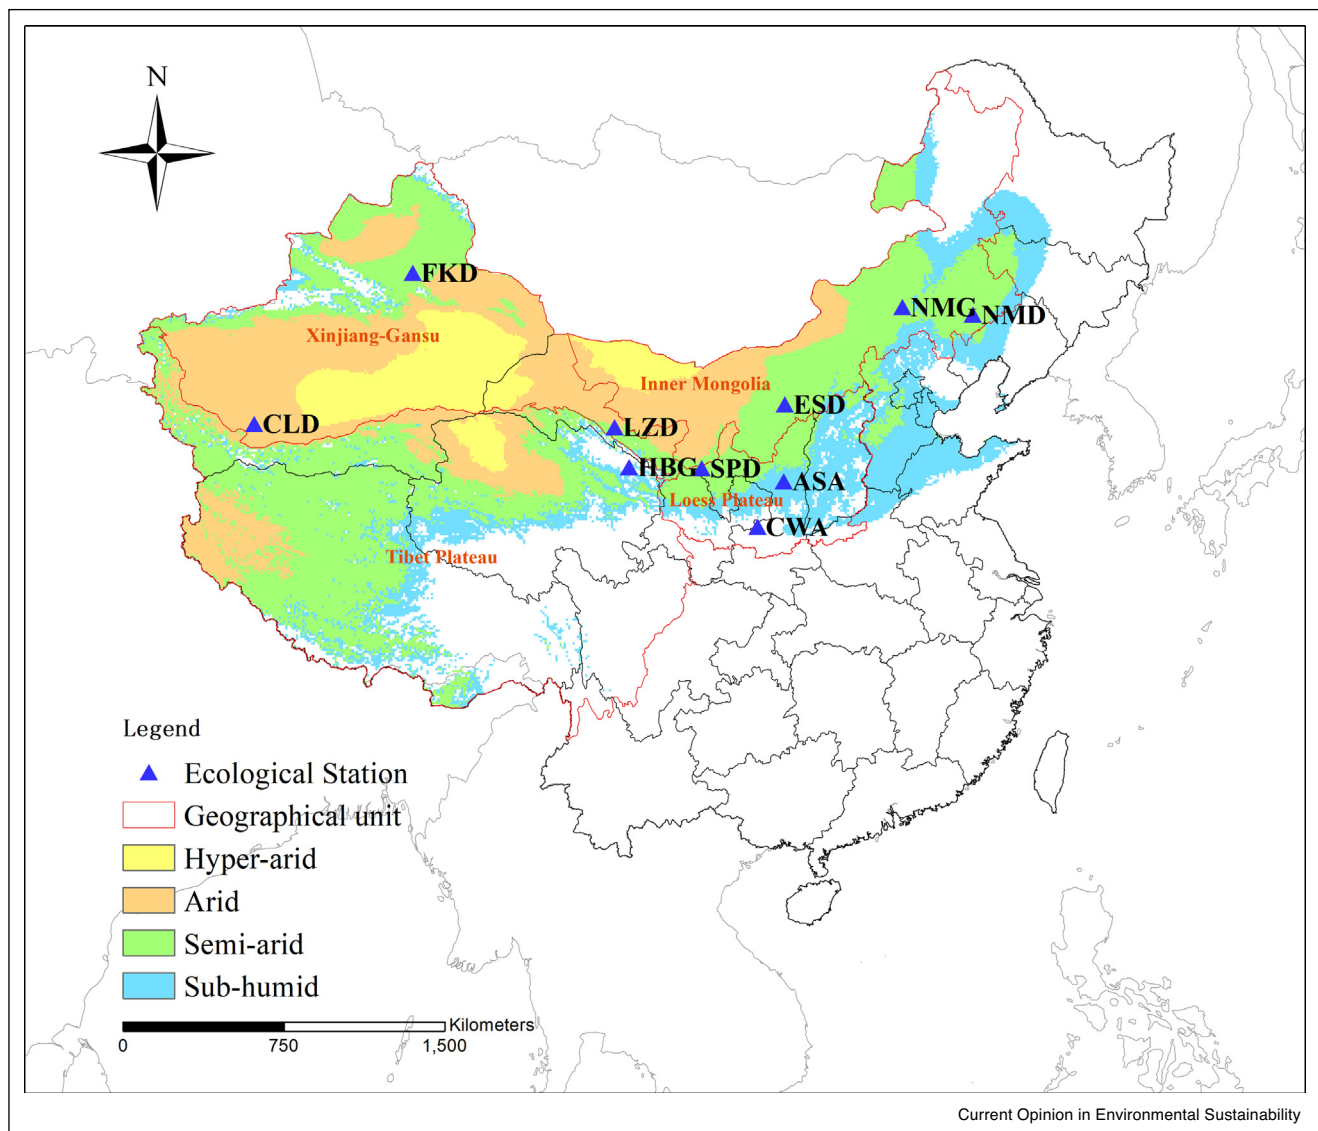 N
FKD
NMG
NMD
Xinjiang-Gansu
Inner Mongolia
CLD
LZD
ESD
HBG
SPD
ASA
Loess Plateau
CWA
Tibet Plateau
Legend
Ecological Station
Geographical unit
Hyper-arid
Arid
Semi-arid
Sub-humid
Kilometers
0 750 1,500
Current Opinion in Environmental Sustainability